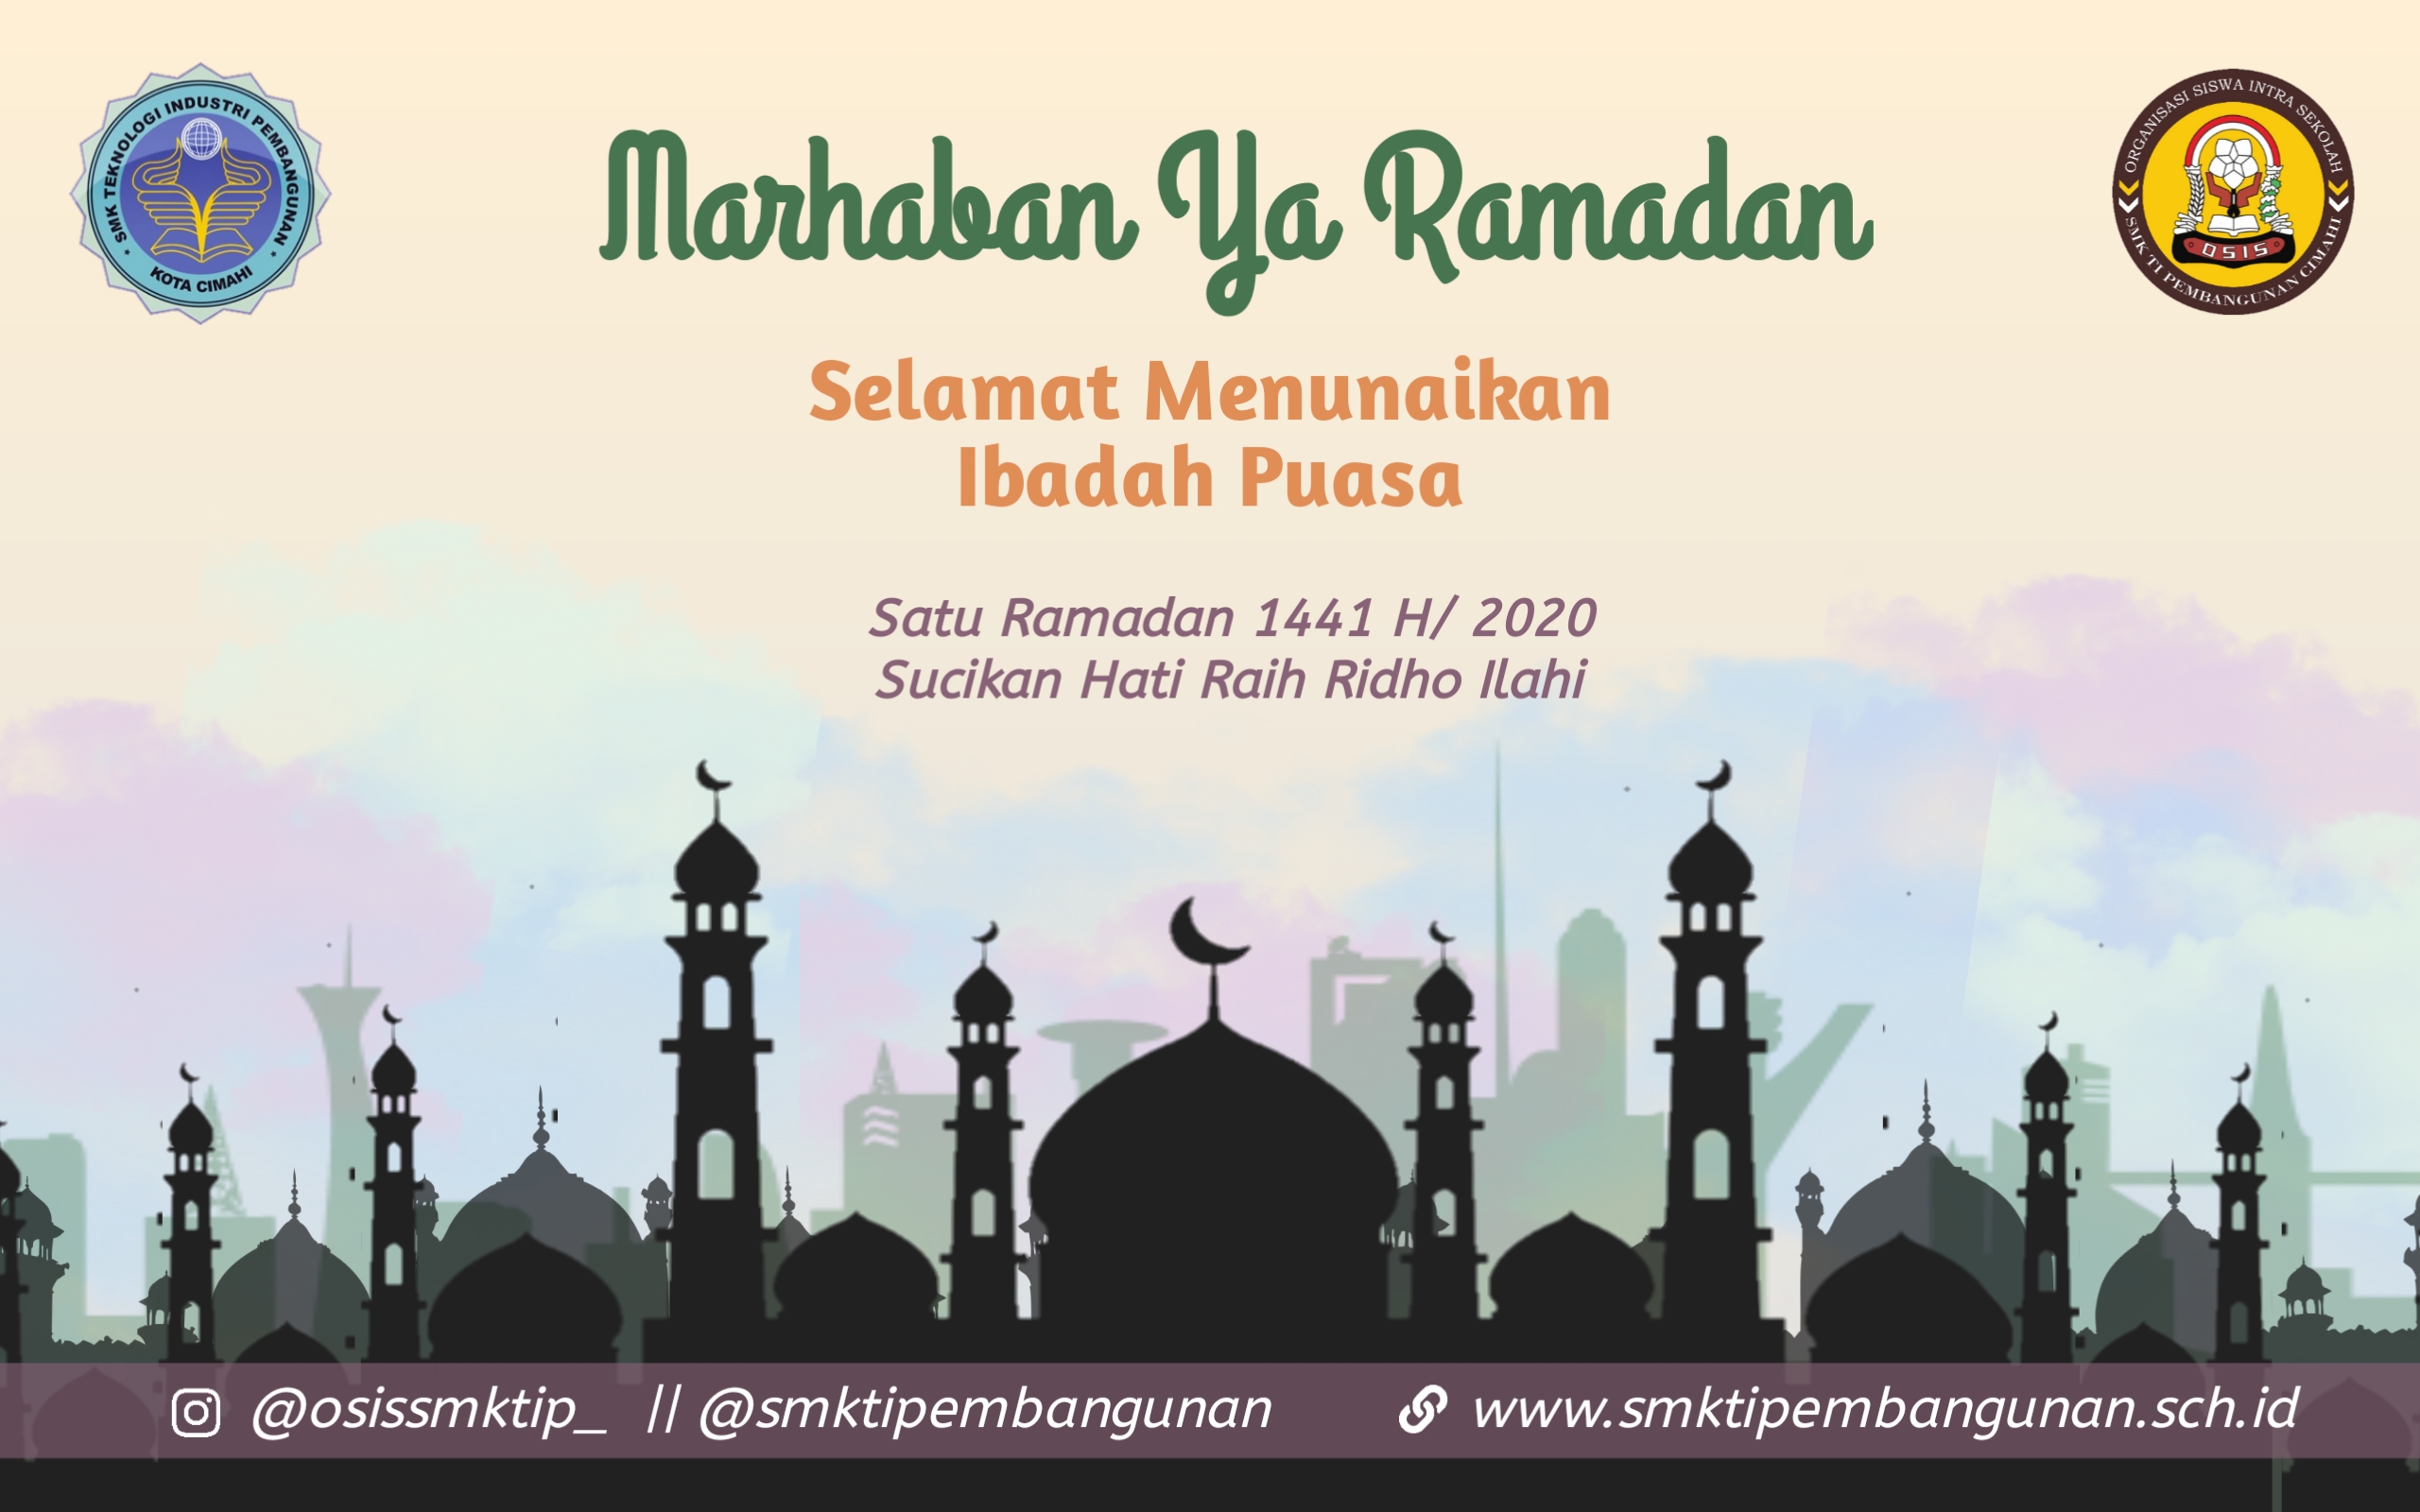 SMK TEKNOLOGI INDUSTRI PEMBANGUNAN
KOTA CIMAHI
Marhaban Ya Ramadan
ORGANISASI SISWA INTRA SEKOLAH
OSIS
SMK TI PEMBANGUNAN CIMAHI
Selamat Menunaikan
Ibadah Puasa
Satu Ramadan 1441 H/ 2020
Sucikan Hati Raih Ridho Ilahi
@osissmktip_ || @smktipembangunan
www.smktipembangunan.sch.id